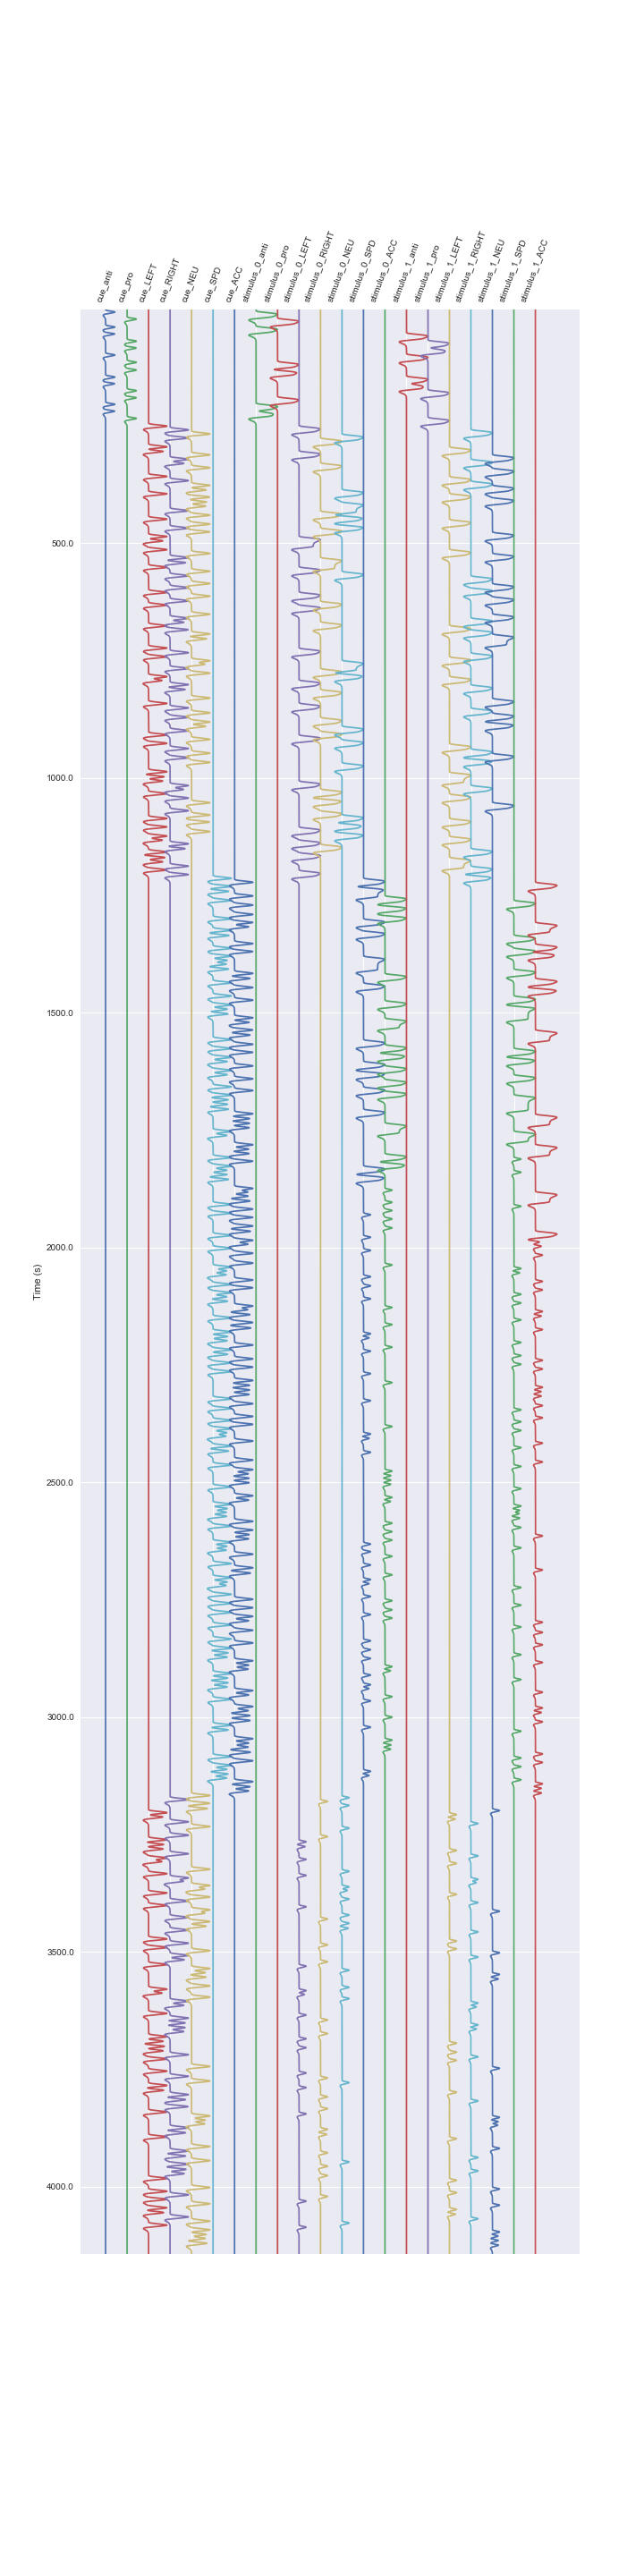 cue_anti
cue_pro
cue_LEFT
cue_RIGHT
cue_NEU
cue_SPD
cue_ACC
stimulus_0_anti
stimulus_0_pro
stimulus_0_LEFT
stimulus_0_RIGHT
stimulus_0_NEU
stimulus_0_SPD
stimulus_0_ACC
stimulus_1_anti
stimulus_1_pro
stimulus_1_LEFT
stimulus_1_RIGHT
stimulus_1_NEU
stimulus_1_SPD
stimulus_1_ACC
500.0
1000.0
1500.0
2000.0
Time (s)
2500.0
3000.0
3500.0
4000.0